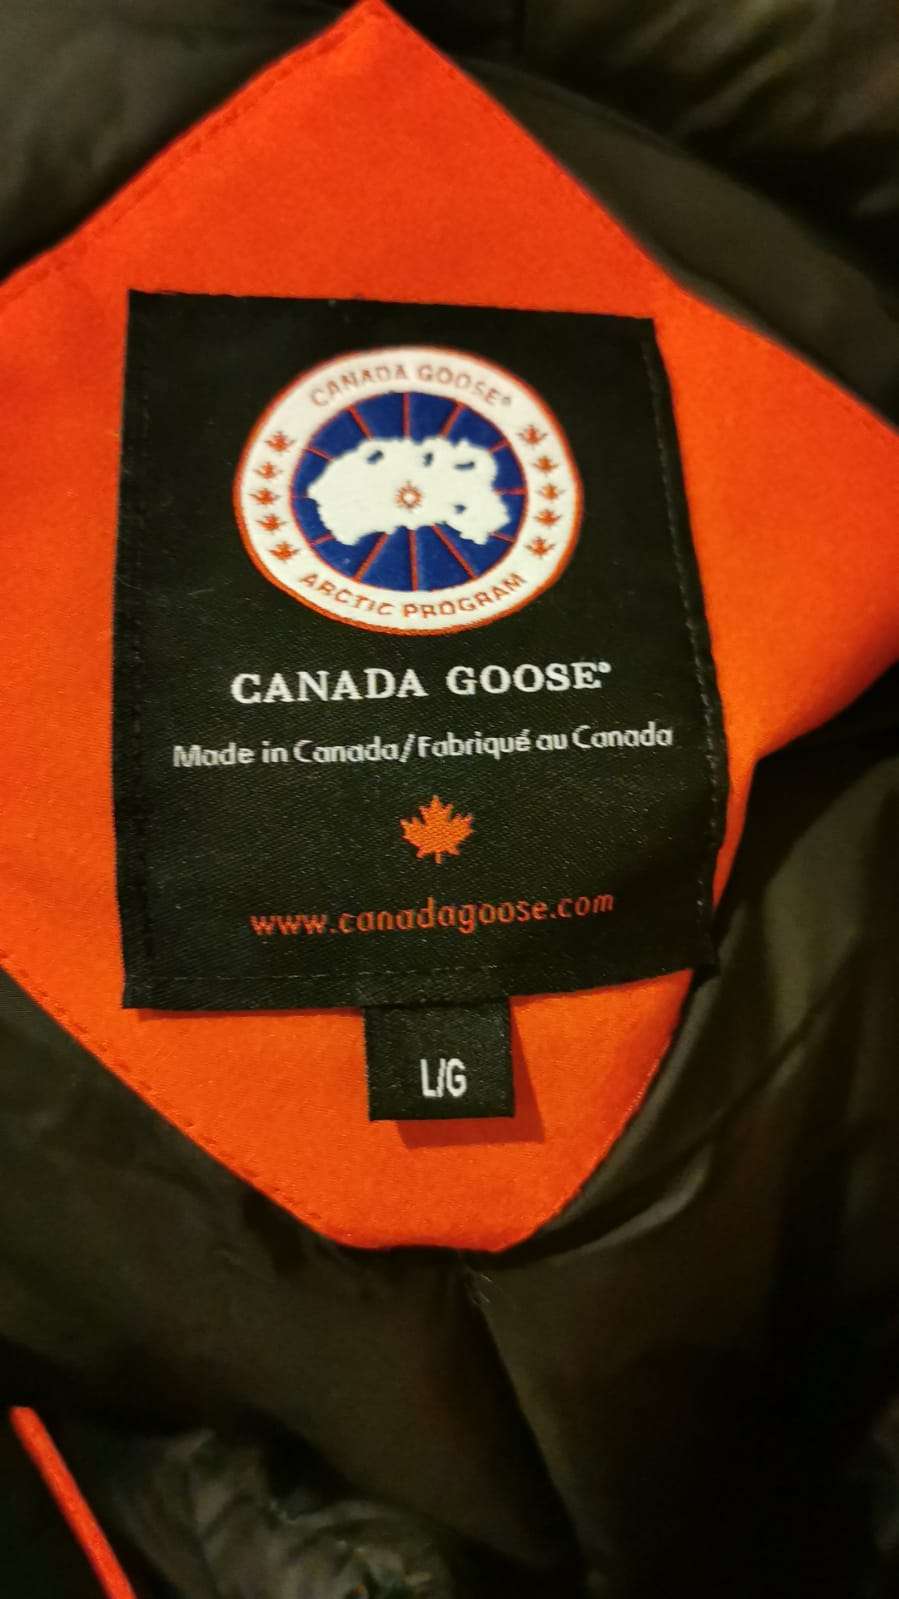 CANADA GOOSE®
ARCTIC PROGRAM
CANADA GOOSE®
Made in Canada/Fabriqué au Canada
www.canadagoose.com
L/G